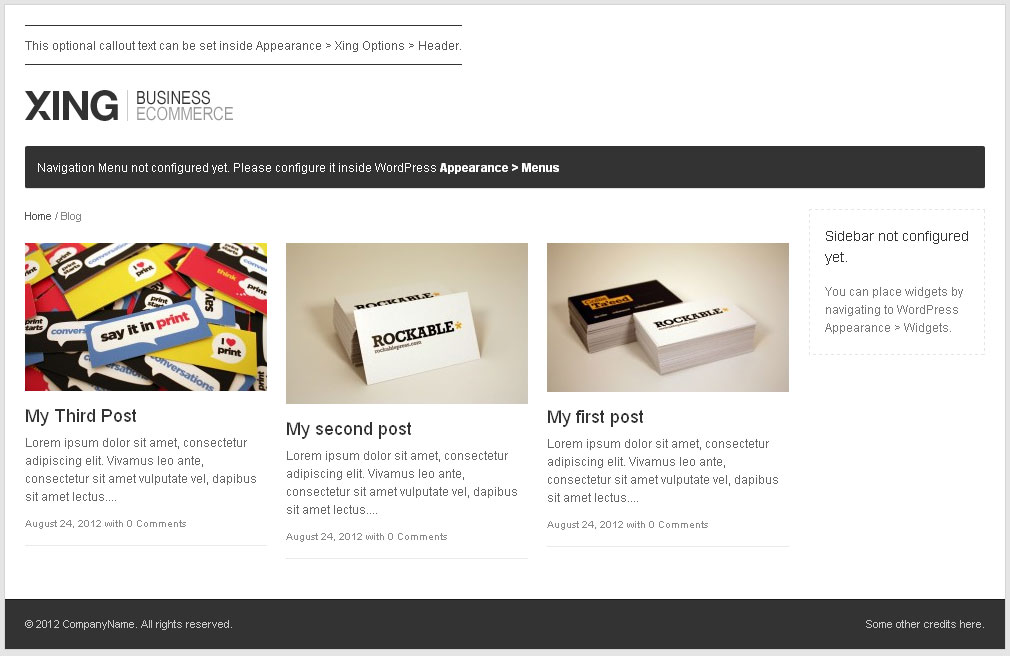 This optional callout text can be set inside Appearance > Xing Options > Header.
XING
BUSINESS
ECOMMERCE
Navigation Menu not configured yet. Please configure it inside WordPress Appearance > Menus
Home / Blog
say it in print
I ♥ print
I ♥ print
print starts
think
conversations
My Third Post
Lorem ipsum dolor sit amet, consectetur
adipiscing elit. Vivamus leo ante,
consectetur sit amet vulputate vel, dapibus
sit amet lectus....
August 24, 2012 with 0 Comments
ROCKABLE*
ROCKABLE*
rockablepress.com
My second post
Lorem ipsum dolor sit amet, consectetur
adipiscing elit. Vivamus leo ante,
consectetur sit amet vulputate vel, dapibus
sit amet lectus....
August 24, 2012 with 0 Comments
Ta'eed
ROCKABLE*
My first post
Lorem ipsum dolor sit amet, consectetur
adipiscing elit. Vivamus leo ante,
consectetur sit amet vulputate vel, dapibus
sit amet lectus....
August 24, 2012 with 0 Comments
Sidebar not configured
yet.
You can place widgets by
navigating to WordPress
Appearance > Widgets.
© 2012 CompanyName. All rights reserved.
Some other credits here.